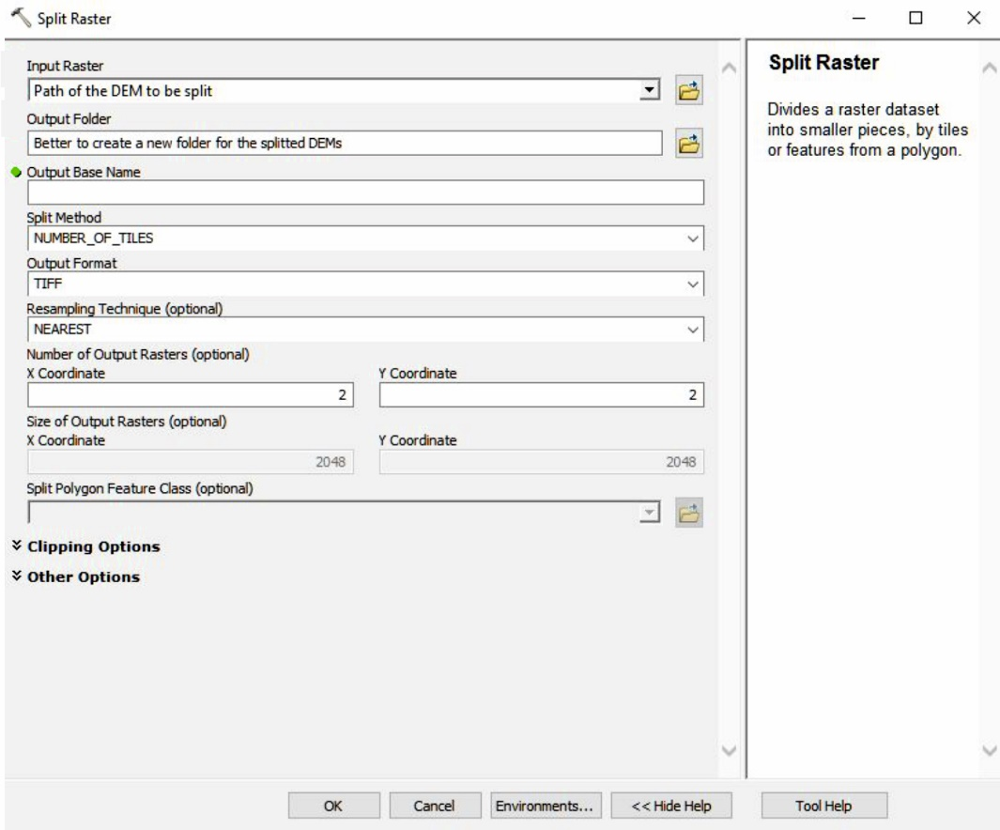 Split Raster
Input Raster
Path of the DEM to be split
Output Folder
Better to create a new folder for the splitted DEMs
Output Base Name
Split Method
NUMBER_OF_TILES
Output Format
TIFF
Resampling Technique (optional)
NEAREST
Number of Output Rasters (optional)
X Coordinate
Y Coordinate
2
2
Size of Output Rasters (optional)
X Coordinate
Y Coordinate
2048
2048
Split Polygon Feature Class (optional)
Clipping Options
Other Options
OK
Cancel
Environments...
<< Hide Help
Split Raster
Divides a raster dataset
into smaller pieces, by tiles
or features from a polygon.
Tool Help